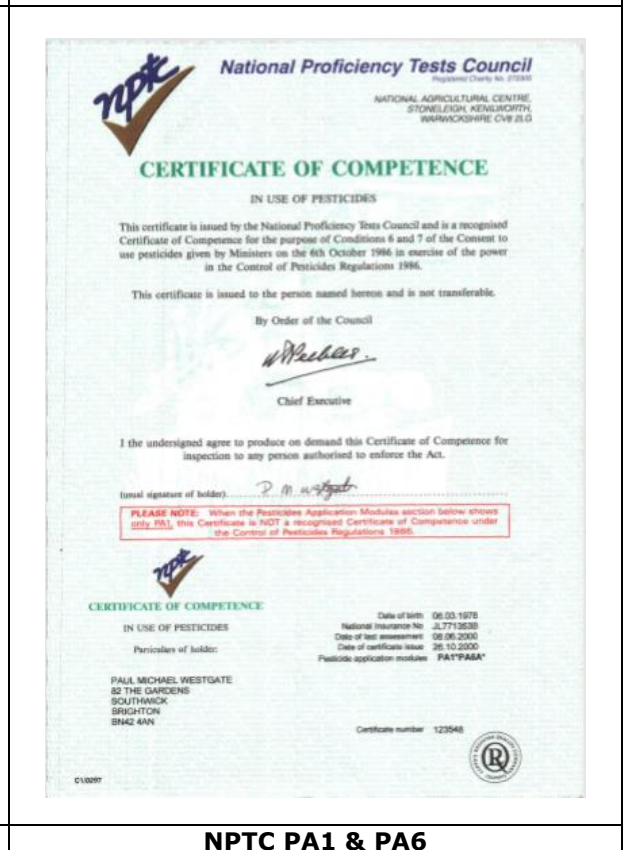 nptc
National Proficiency Tests Council
Registered Charity No. 272305
NATIONAL AGRICULTURAL CENTRE,
STONELEIGH, KENILWORTH,
WARWICKSHIRE CV8 2LG
CERTIFICATE OF COMPETENCE
IN USE OF PESTICIDES
This certificate is issued by the National Proficiency Tests Council and is a recognised
Certificate of Competence for the purpose of Conditions 6 and 7 of the Consent to
use pesticides given by Ministers on the 6th October 1986 in exercise of the power
in the Control of Pesticides Regulations 1986.
This certificate is issued to the person named hereon and is not transferable.
By Order of the Council
Chief Executive
I the undersigned agree to produce on demand this Certificate of Competence for
inspection to any person authorised to enforce the Act.
(usual signature of holder) P M Westgate
PLEASE NOTE: When the Pesticides Application Modules section below shows
only PA1, this Certificate is NOT a recognised Certificate of Competence under
the Control of Pesticides Regulations 1986.
nptc
CERTIFICATE OF COMPETENCE
IN USE OF PESTICIDES
Particulars of holder:
PAUL MICHAEL WESTGATE
82 THE GARDENS
SOUTHWICK
BRIGHTON
BN42 4AN
Date of birth 06.03.1978
National Insurance No JL771353B
Date of last assessment 08.06.2000
Date of certificate issue 26.10.2000
Pesticide application modules PA1*PA6A*
Certificate number 123548
R
C1/0297
NPTC PA1 & PA6